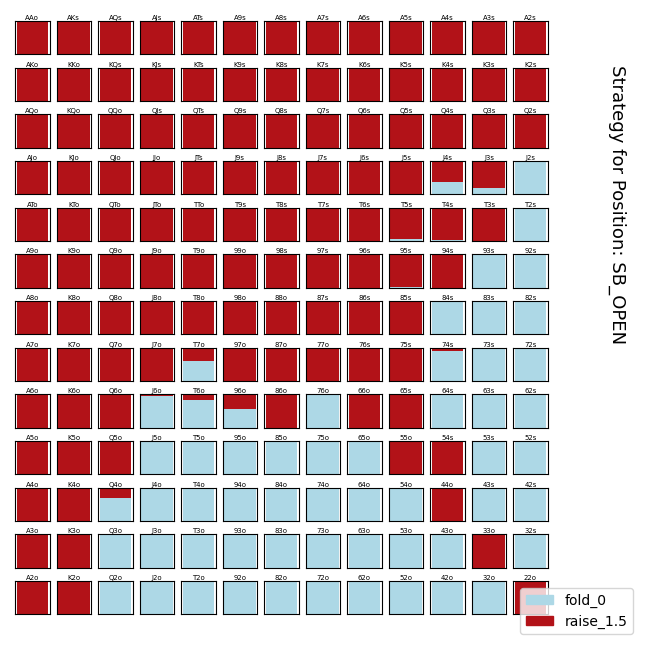 AAo AKs AQs AJs ATs A9s A8s A7s A6s A5s A4s A3s A2s
AKo KKo KQs KJs KTs K9s K8s K7s K6s K5s K4s K3s K2s
AQo KQo QQo QJs QTs Q9s Q8s Q7s Q6s Q5s Q4s Q3s Q2s
AJo KJo QJo JJo JTs J9s J8s J7s J6s J5s J4s J3s J2s
ATo KTo QTo JTo TTo T9s T8s T7s T6s T5s T4s T3s T2s
A9o K9o Q9o J9o T9o 99o 98s 97s 96s 95s 94s 93s 92s
A8o K8o Q8o J8o T8o 98o 88o 87s 86s 85s 84s 83s 82s
A7o K7o Q7o J7o T7o 97o 87o 77o 76s 75s 74s 73s 72s
A6o K6o Q6o J6o T6o 96o 86o 76o 66o 65s 64s 63s 62s
A5o K5o Q5o J5o T5o 95o 85o 75o 65o 55o 54s 53s 52s
A4o K4o Q4o J4o T4o 94o 84o 74o 64o 54o 44o 43s 42s
A3o K3o Q3o J3o T3o 93o 83o 73o 63o 53o 43o 33o 32s
A2o K2o Q2o J2o T2o 92o 82o 72o 62o 52o 42o 32o 22o
Strategy for Position: SB_OPEN
fold_0
raise_1.5